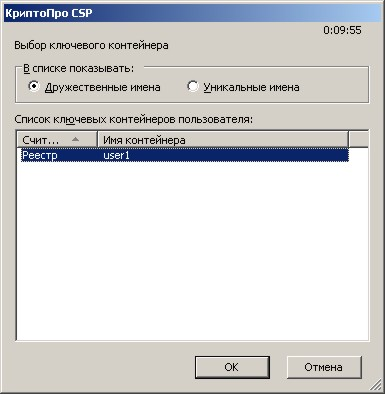 КриптоПро CSP
0:09:55
Выбор ключевого контейнера
В списке показывать:
Дружественные имена Уникальные имена
Список ключевых контейнеров пользователя:
Счит... Имя контейнера
Реестр user1
OK Отмена